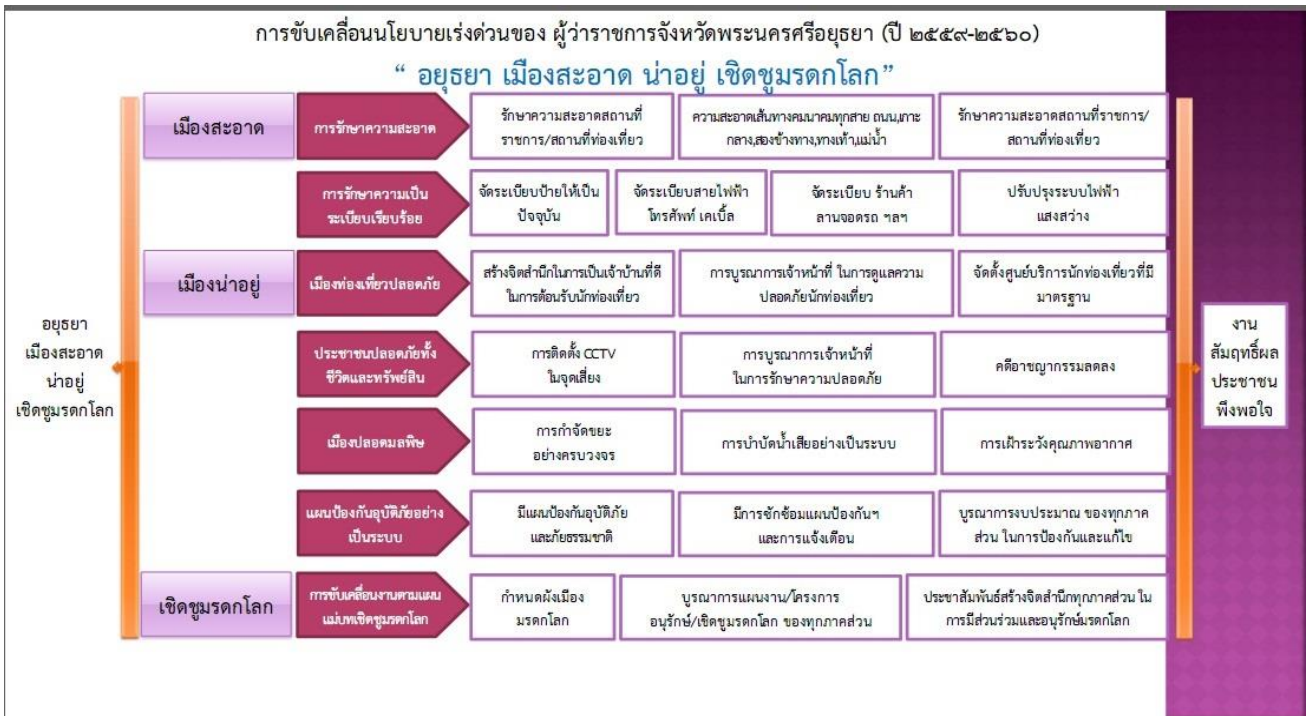 การขับเคลื่อนนโยบายเร่งด่วนของ ผู้ว่าราชการจังหวัดพระนครศรีอยุธยา (ปี ๒๕๕๙-๒๕๖๐)
“ อยุธยา เมืองสะอาด น่าอยู่ เชิดชูมรดกโลก”
อยุธยา
เมืองสะอาด
น่าอยู่
เชิดชูมรดกโลก
เมืองสะอาด
การรักษาความสะอาด
รักษาความสะอาดสถานที่
ราชการ/สถานที่ท่องเที่ยว
ความสะอาดเส้นทางคมนาคมทุกสาย ถนน,เกาะ
กลาง,สองข้างทาง,ทางเท้า,แม่น้ำ
รักษาความสะอาดสถานที่ราชการ/
สถานที่ท่องเที่ยว
การรักษาความเป็น
ระเบียบเรียบร้อย
จัดระเบียบป้ายให้เป็น
ปัจจุบัน
จัดระเบียบสายไฟฟ้า
โทรศัพท์ เคเบิ้ล
จัดระเบียบ ร้านค้า
ลานจอดรถ ฯลฯ
ปรับปรุงระบบไฟฟ้า
แสงสว่าง
เมืองน่าอยู่
เมืองท่องเที่ยวปลอดภัย
สร้างจิตสำนึกในการเป็นเจ้าบ้านที่ดี
ในการต้อนรับนักท่องเที่ยว
การบูรณาการเจ้าหน้าที่ ในการดูแลความ
ปลอดภัยนักท่องเที่ยว
จัดตั้งศูนย์บริการนักท่องเที่ยวที่มี
มาตรฐาน
ประชาชนปลอดภัยทั้ง
ชีวิตและทรัพย์สิน
การติดตั้ง CCTV
ในจุดเสี่ยง
การบูรณาการเจ้าหน้าที่
ในการรักษาความปลอดภัย
คดีอาชญากรรมลดลง
เมืองปลอดมลพิษ
การกำจัดขยะ
อย่างครบวงจร
การบำบัดน้ำเสียอย่างเป็นระบบ
การเฝ้าระวังคุณภาพอากาศ
แผนป้องกันอุบัติภัยอย่าง
เป็นระบบ
มีแผนป้องกันอุบัติภัย
และภัยธรรมชาติ
มีการซักซ้อมแผนป้องกันฯ
และการแจ้งเตือน
บูรณาการงบประมาณ ของทุกภาค
ส่วน ในการป้องกันและแก้ไข
เชิดชูมรดกโลก
การขับเคลื่อนงานตามแผน
แม่บทเชิดชูมรดกโลก
กำหนดผังเมือง
มรดกโลก
บูรณาการแผนงาน/โครงการ
อนุรักษ์/เชิดชูมรดกโลก ของทุกภาคส่วน
ประชาสัมพันธ์สร้างจิตสำนึกทุกภาคส่วน ใน
การมีส่วนร่วมและอนุรักษ์มรดกโลก
งาน
สัมฤทธิ์ผล
ประชาชน
พึงพอใจ